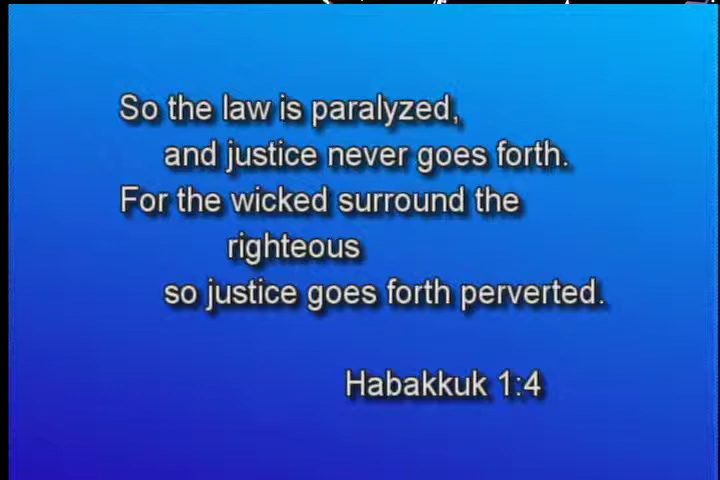 So the law is paralyzed,
and justice never goes forth.
For the wicked surround the
righteous
so justice goes forth perverted.
Habakkuk 1:4